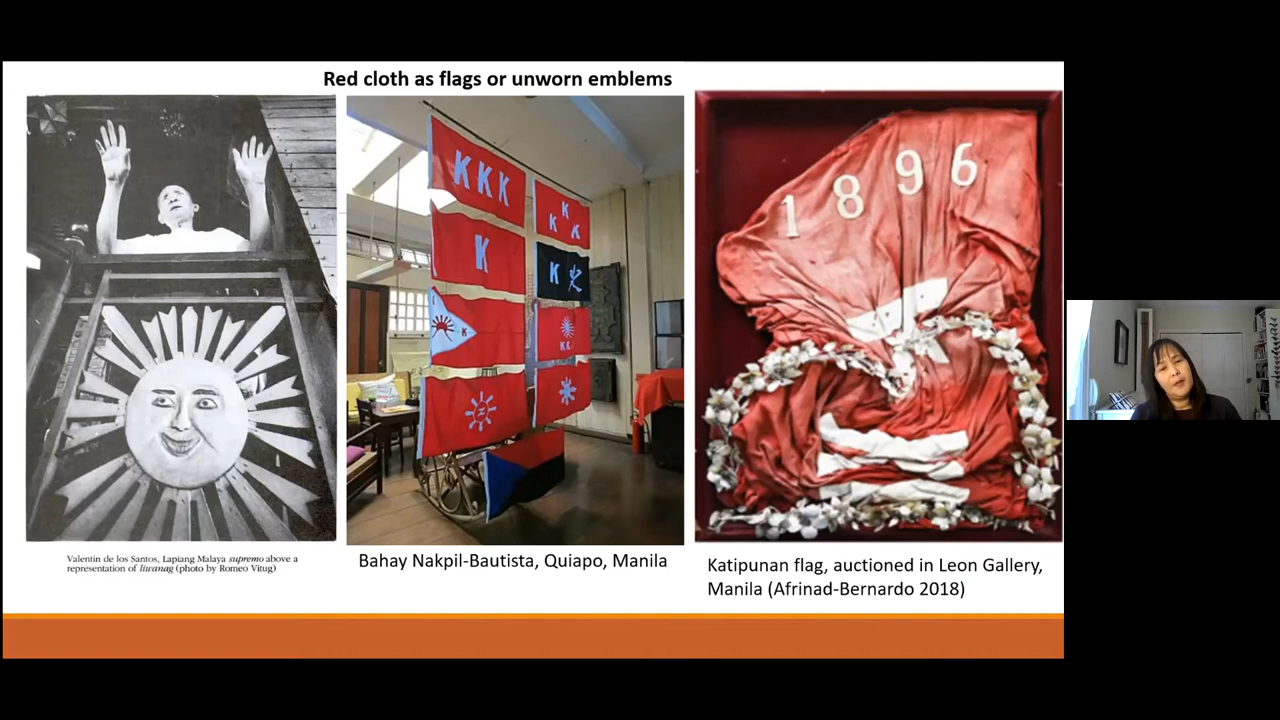 Red cloth as flags or unworn emblems
K K K
K
K K
K
K
K
K K
1896
Valentin de los Santos, Lapiang Malaya supremo above a
representation of liwanag (photo by Romeo Vitug)
Bahay Nakpil-Bautista, Quiapo, Manila
Katipunan flag, auctioned in Leon Gallery,
Manila (Afrinad-Bernardo 2018)